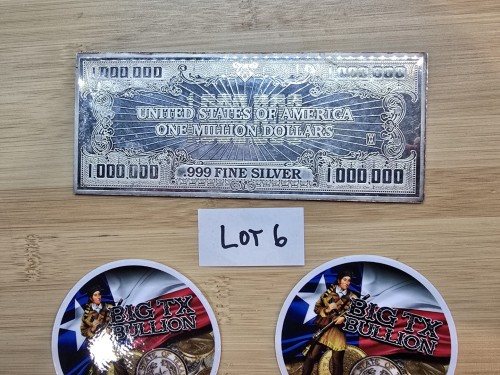 1,000,000
1,000,000
UNITED STATES OF AMERICA
ONE MILLION DOLLARS
1,000,000
.999 FINE SILVER
1,000,000
LOT 6
BIG TX
BULLION
BIG TX
BULLION